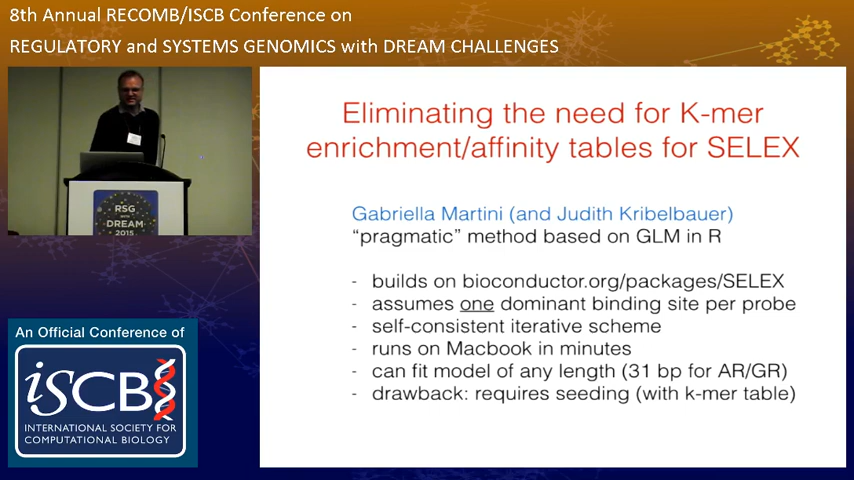 8th Annual RECOMB/ISCB Conference on
REGULATORY and SYSTEMS GENOMICS with DREAM CHALLENGES
RSG
WITH
DREAM
2015
Eliminating the need for K-mer
enrichment/affinity tables for SELEX
Gabriella Martini (and Judith Kribelbauer)
“pragmatic” method based on GLM in R
- builds on bioconductor.org/packages/SELEX
- assumes one dominant binding site per probe
- self-consistent iterative scheme
- runs on Macbook in minutes
- can fit model of any length (31 bp for AR/GR)
- drawback: requires seeding (with k-mer table)
An Official Conference of
iSCB
INTERNATIONAL SOCIETY FOR
COMPUTATIONAL BIOLOGY